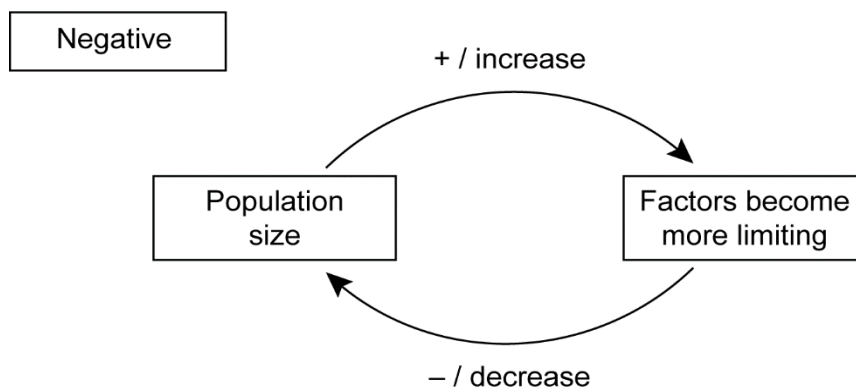 Negative
+ / increase
Population
size
Factors become
more limiting
– / decrease